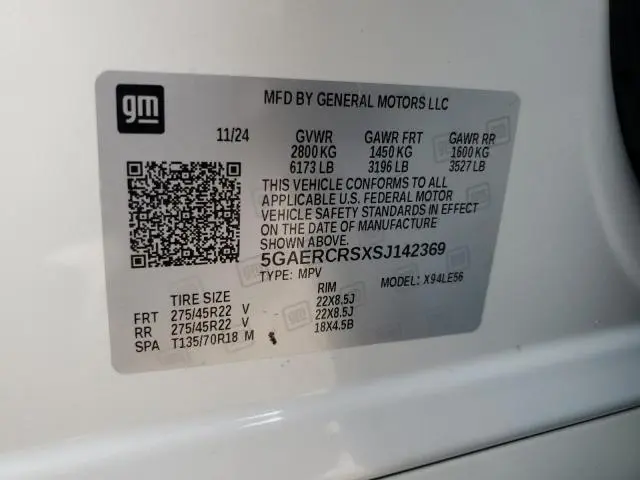 gm
MFD BY GENERAL MOTORS LLC
11/24 GVWR GAWR FRT GAWR RR
2800 KG 1450 KG 1600 KG
6173 LB 3196 LB 3527 LB
THIS VEHICLE CONFORMS TO ALL
APPLICABLE U.S. FEDERAL MOTOR
VEHICLE SAFETY STANDARDS IN EFFECT
ON THE DATE OF MANUFACTURE
SHOWN ABOVE.
5GAERCRSXSJ142369
TYPE: MPV MODEL: X94LE56
TIRE SIZE RIM
FRT 275/45R22 V 22X8.5J
RR 275/45R22 V 22X8.5J
SPA T135/70R18 M 18X4.5B